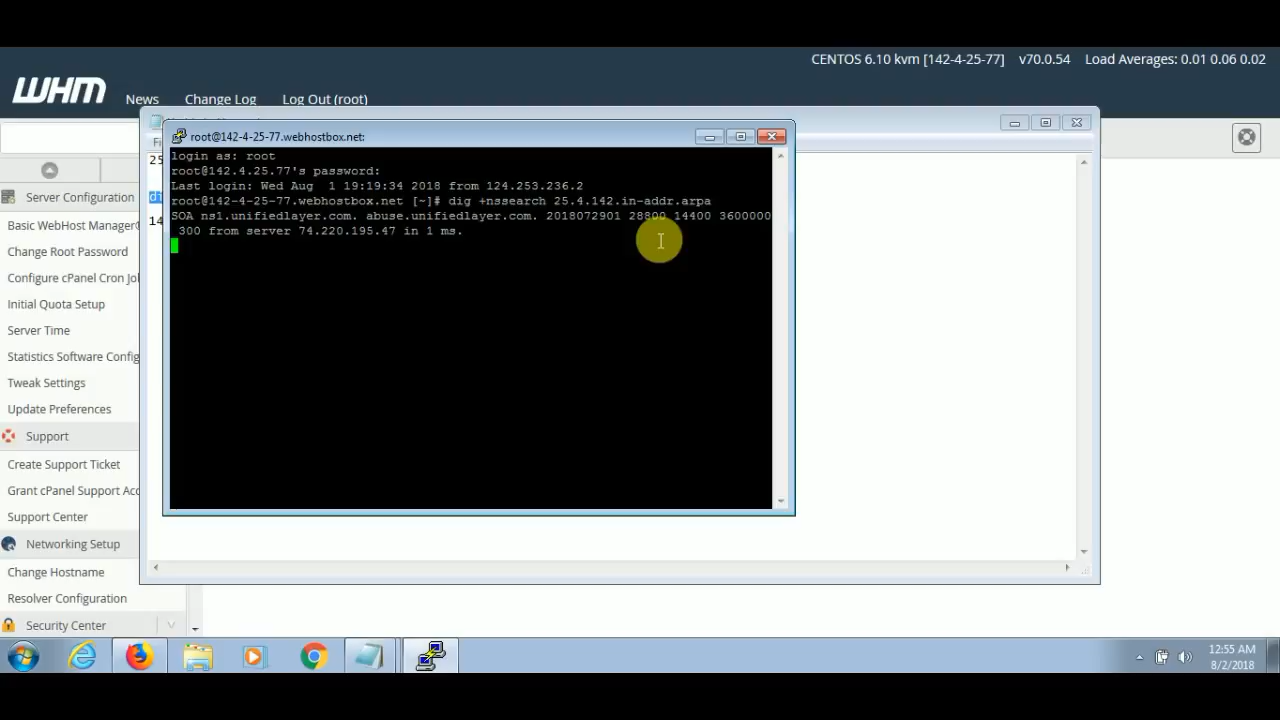 CENTOS 6.10 kvm [142-4-25-77] v70.0.54 Load Averages: 0.01 0.06 0.02
WHM
News Change Log Log Out (root)
root@142-4-25-77.webhostbox.net:
login as: root
root@142.4.25.77's password:
Last login: Wed Aug 1 19:19:34 2018 from 124.253.236.2
root@142-4-25-77.webhostbox.net [~]# dig +nssearch 25.4.142.in-addr.arpa
SOA ns1.unifiedlayer.com. abuse.unifiedlayer.com. 2018072901 28800 14400 3600000
300 from server 74.220.195.47 in 1 ms.
Fi
25
di
14
Server Configuration
Basic WebHost Manager®
Change Root Password
Configure cPanel Cron Jo
Initial Quota Setup
Server Time
Statistics Software Config
Tweak Settings
Update Preferences
Support
Create Support Ticket
Grant cPanel Support Acc
Support Center
Networking Setup
Change Hostname
Resolver Configuration
Security Center
12:55 AM
8/2/2018